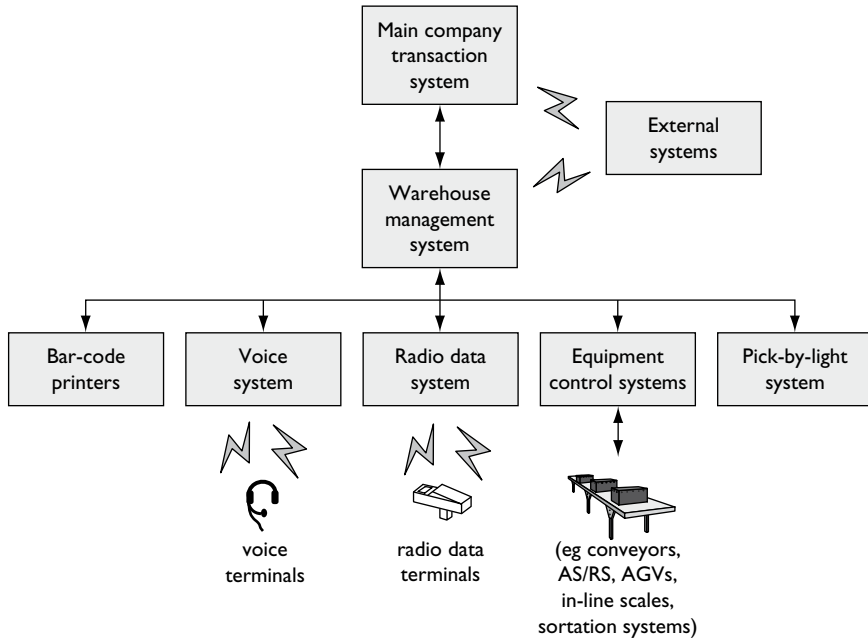 Main company
transaction
system
External
systems
Warehouse
management
system
Bar-code
printers
Voice
system
Radio data
system
Equipment
control systems
Pick-by-light
system
voice
terminals
radio data
terminals
(eg conveyors,
AS/RS, AGVs,
in-line scales,
sortation systems)